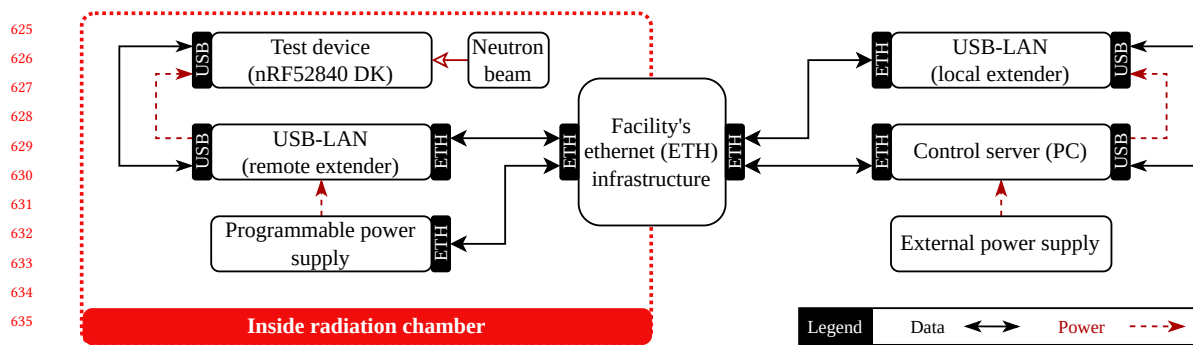 625
626
627
628
629
630
631
632
633
634
635
USB
Test device
(nRF52840 DK)
Neutron
beam
USB
USB-LAN
(remote extender)
ETH
Programmable power
supply
ETH
ETH
Facility's
ethernet (ETH)
infrastructure
ETH
ETH
USB-LAN
(local extender)
USB
ETH
Control server (PC)
USB
External power supply
Inside radiation chamber
Legend
Data
Power